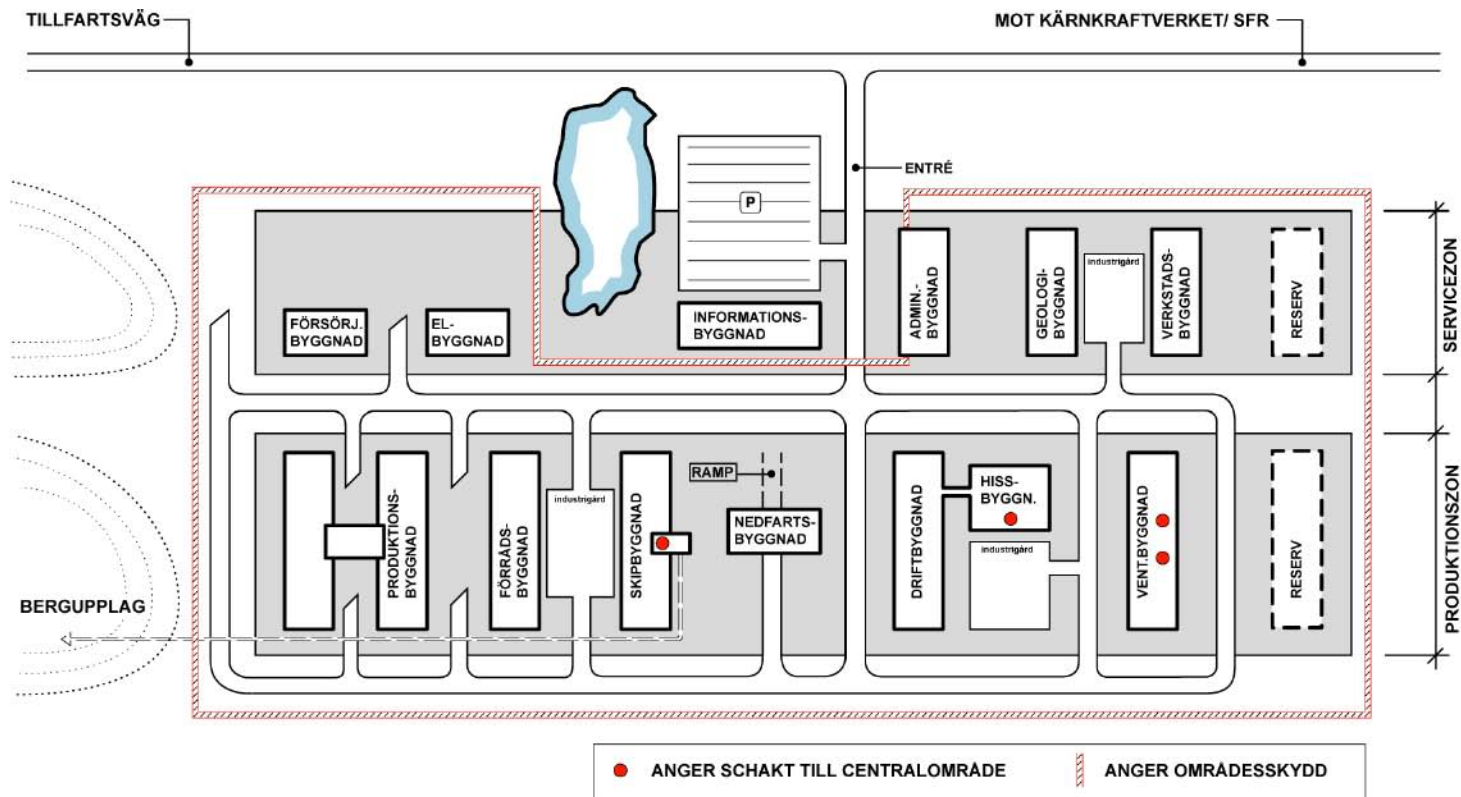 TILLFARTSVÄG
MOT KÄRNKRAFTVERKET/ SFR
ENTRÉ
P
FÖRSÖRJ.
BYGGNAD
EL-
BYGGNAD
INFORMATIONS-
BYGGNAD
ADMIN.-
BYGGNAD
GEOLOGI-
BYGGNAD
industrigård
VERKSTADS-
BYGGNAD
RESERV
SERVICEZON
PRODUKTIONS-
BYGGNAD
FÖRRÅDS-
BYGGNAD
industrigård
SKIPBYGGNAD
RAMP
NEDFARTS-
BYGGNAD
DRIFTBYGGNAD
HISS-
BYGGN.
industrigård
VENT.BYGGNAD
RESERV
PRODUKTIONSZON
BERGUPPLAG
ANGER SCHAKT TILL CENTRALOMRÅDE
ANGER OMRÅDESSKYDD